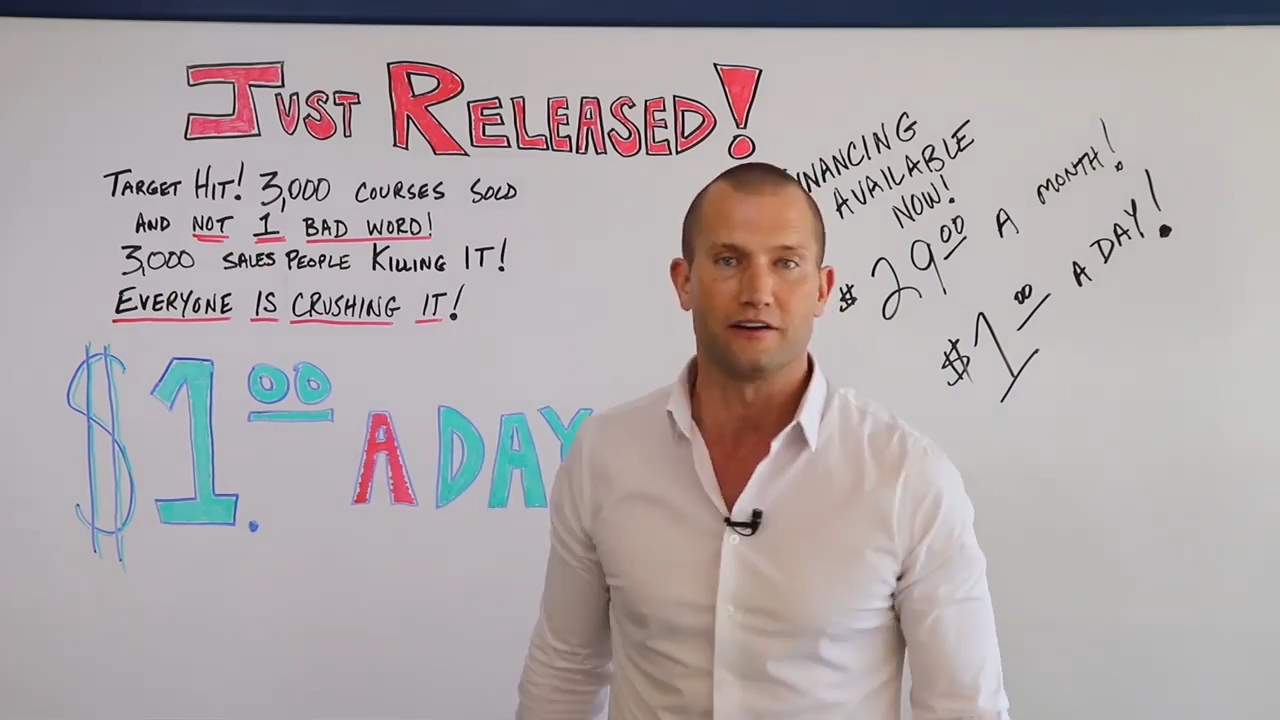 JUST RELEASED!
TARGET HIT! 3,000 COURSES SOLD
AND NOT 1 BAD WORD!
3,000 SALES PEOPLE KILLING IT!
EVERYONE IS CRUSHING IT!
$1.00 A DAY
INANCING
AVAILABLE
NOW!
$29.00 A MONTH!
$1.00 A DAY!